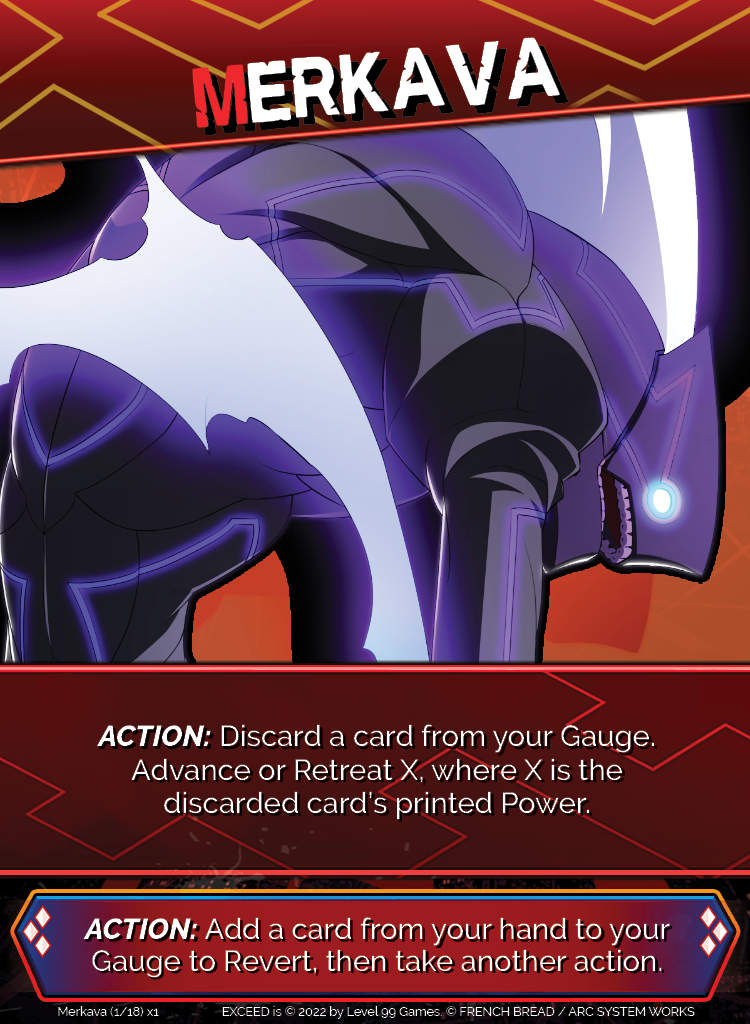 MERKAVA
ACTION: Discard a card from your Gauge.
Advance or Retreat X, where X is the
discarded card's printed Power.
ACTION: Add a card from your hand to your
Gauge to Revert, then take another action.
Merkava (1/18) x1 EXCEED is © 2022 by Level 99 Games. © FRENCH BREAD / ARC SYSTEM WORKS